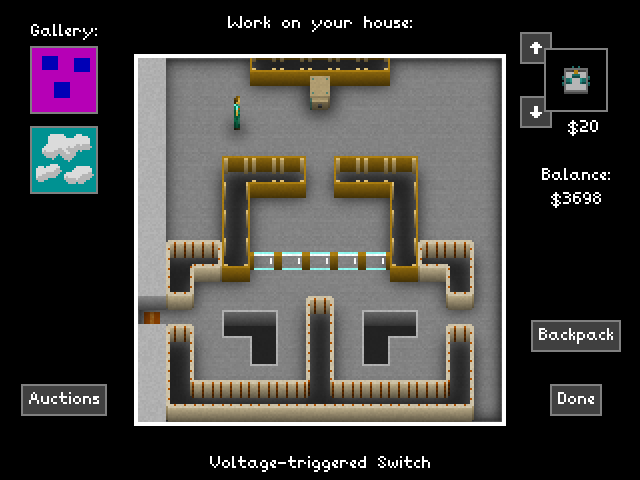 Work on your house:
Gallery:
$20
Balance:
$3698
Backpack
Auctions
Done
Voltage-triggered Switch